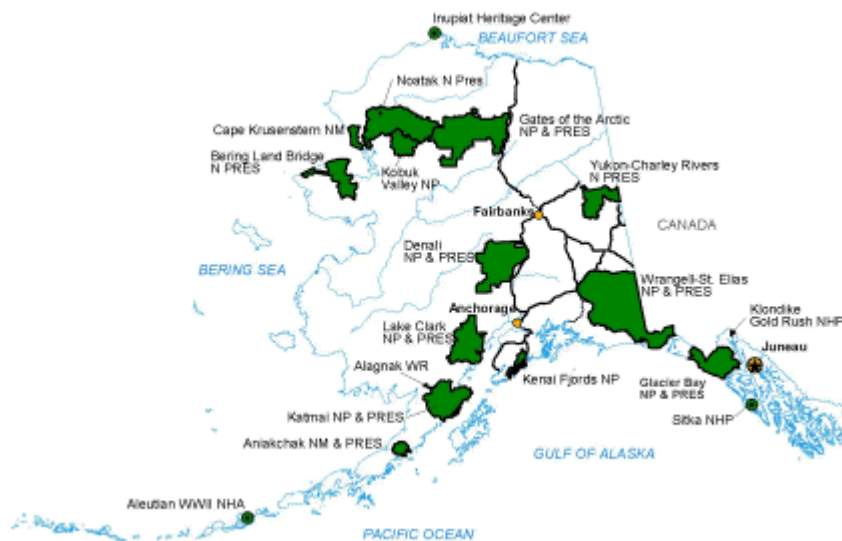 Inupiat Heritage Center
BEAUFORT SEA
Noatak N Pres
Gates of the Arctic
NP & PRES
Cape Krusenstern NM
Bering Land Bridge
N PRES
Kobuk
Valley NP
Yukon-Charley Rivers
N PRES
Fairbanks
CANADA
Denali
NP & PRES
BERING SEA
Wrangell-St. Elias
NP & PRES
Anchorage
Klondike
Gold Rush NHP
Lake Clark
NP & PRES
Juneau
Alagnak WR
Kenai Fjords NP
Glacier Bay
NP & PRES
Katmai NP & PRES
Sitka NHP
Aniakchak NM & PRES
GULF OF ALASKA
Aleutian WWII NHA
PACIFIC OCEAN